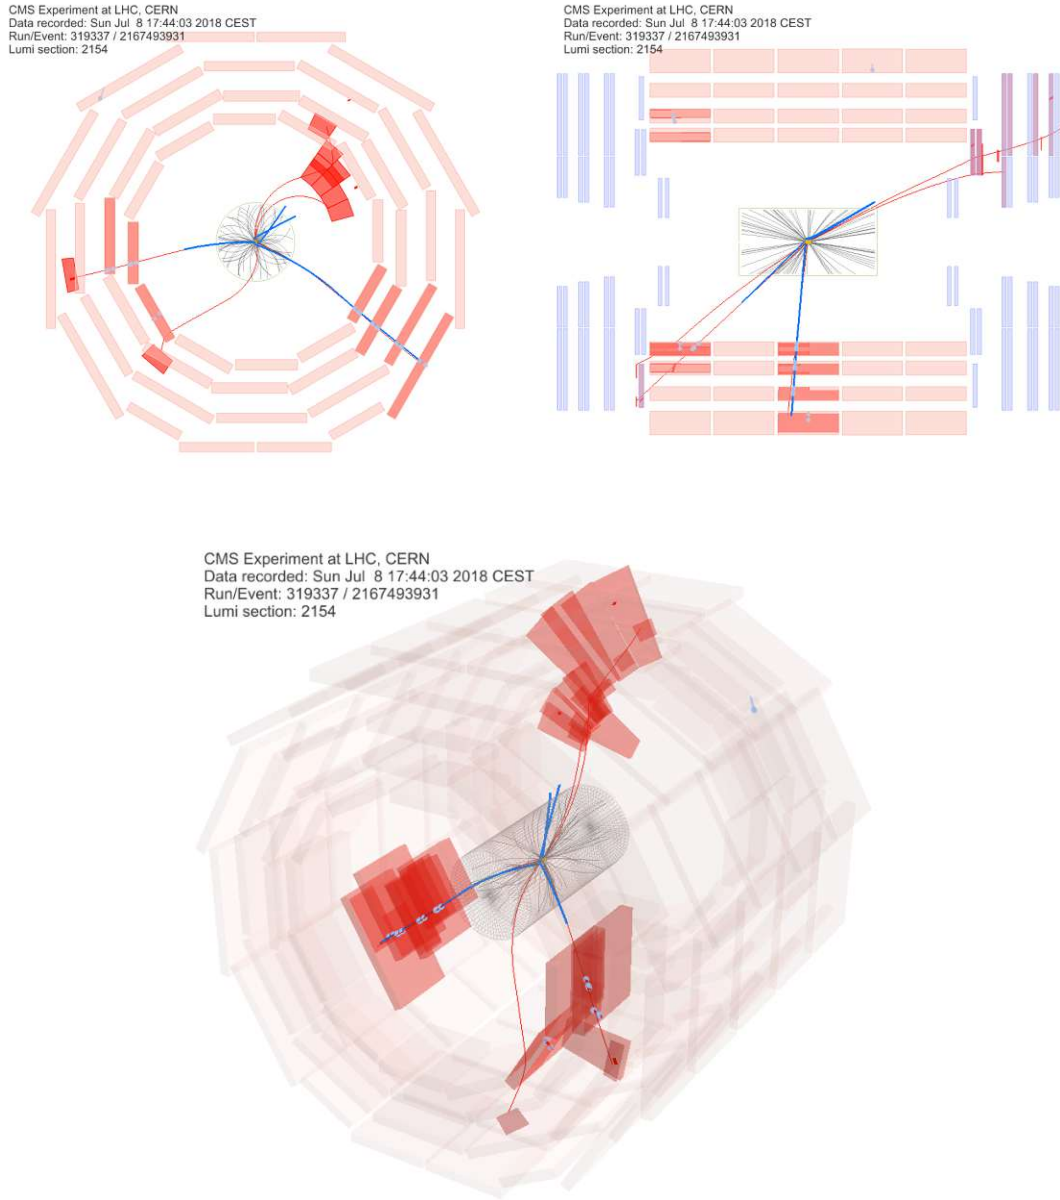 CMS Experiment at LHC, CERN
Data recorded: Sun Jul 8 17:44:03 2018 CEST
Run/Event: 319337 / 2167493931
Lumi section: 2154
CMS Experiment at LHC, CERN
Data recorded: Sun Jul 8 17:44:03 2018 CEST
Run/Event: 319337 / 2167493931
Lumi section: 2154
CMS Experiment at LHC, CERN
Data recorded: Sun Jul 8 17:44:03 2018 CEST
Run/Event: 319337 / 2167493931
Lumi section: 2154